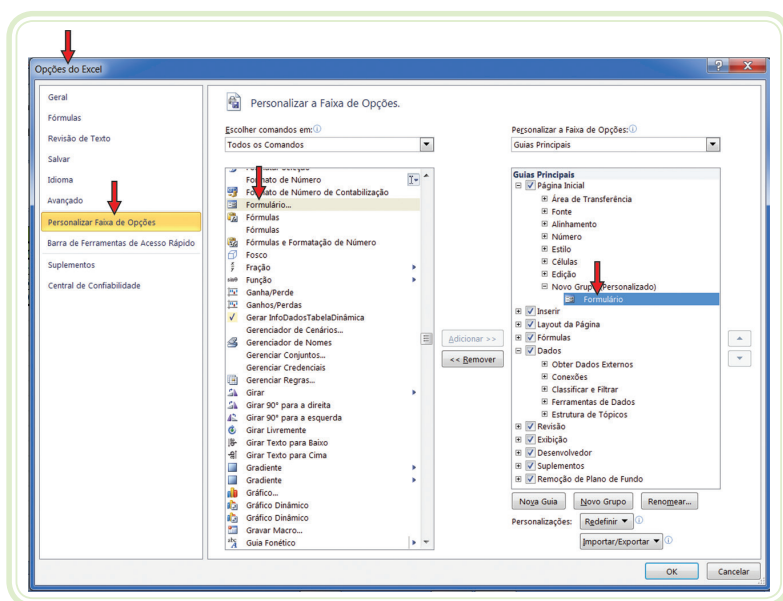 Opções do Excel
Geral
Fórmulas
Revisão de Texto
Salvar
Idioma
Avançado
Personalizar Faixa de Opções
Barra de Ferramentas de Acesso Rápido
Suplementos
Central de Confiabilidade
Personalizar a Faixa de Opções.
Escolher comandos em:
Todos os Comandos
Formato de Número
Formato de Número de Contabilização
Formulário...
Fórmulas
Fórmulas
Fórmulas e Formatação de Número
Fosco
Fração
Função
Ganha/Perde
Ganhos/Perdas
Gerar InfoDadosTabelaDinâmica
Gerenciador de Cenários...
Gerenciador de Nomes
Gerenciar Conjuntos...
Gerenciar Credenciais
Gerenciar Regras...
Girar
Girar 90° para a direita
Girar 90° para a esquerda
Girar Livremente
Girar Texto para Baixo
Girar Texto para Cima
Gradiente
Gradiente
Gráfico...
Gráfico Dinâmico
Gráfico Dinâmico
Gravar Macro...
Guia Fonético
Adicionar >>
<< Remover
Personalizar a Faixa de Opções:
Guias Principais
Guias Principais
Página Inicial
Área de Transferência
Fonte
Alinhamento
Número
Estilo
Células
Edição
Novo Grupo (Personalizado)
Formulário
Inserir
Layout da Página
Fórmulas
Dados
Obter Dados Externos
Conexões
Classificar e Filtrar
Ferramentas de Dados
Estrutura de Tópicos
Revisão
Exibição
Desenvolvedor
Suplementos
Remoção de Plano de Fundo
Nova Guia Novo Grupo Renomear...
Personalizações: Redefinir
Importar/Exportar
OK Cancelar